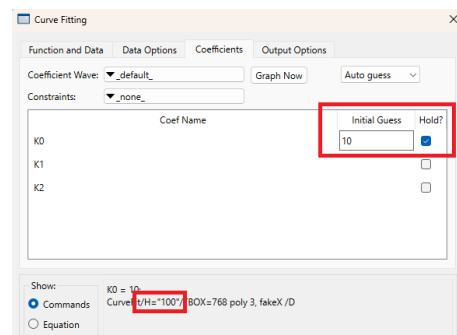 Curve Fitting
Function and Data Data Options Coefficients Output Options
Coefficient Wave: _default_ Graph Now Auto guess
Constraints: _none_
Coef Name Initial Guess Hold?
K0 10
K1
K2
Show: K0 = 10;
Commands CurveFit/H="100"/TBOX=768 poly 3, fakeX /D
Equation